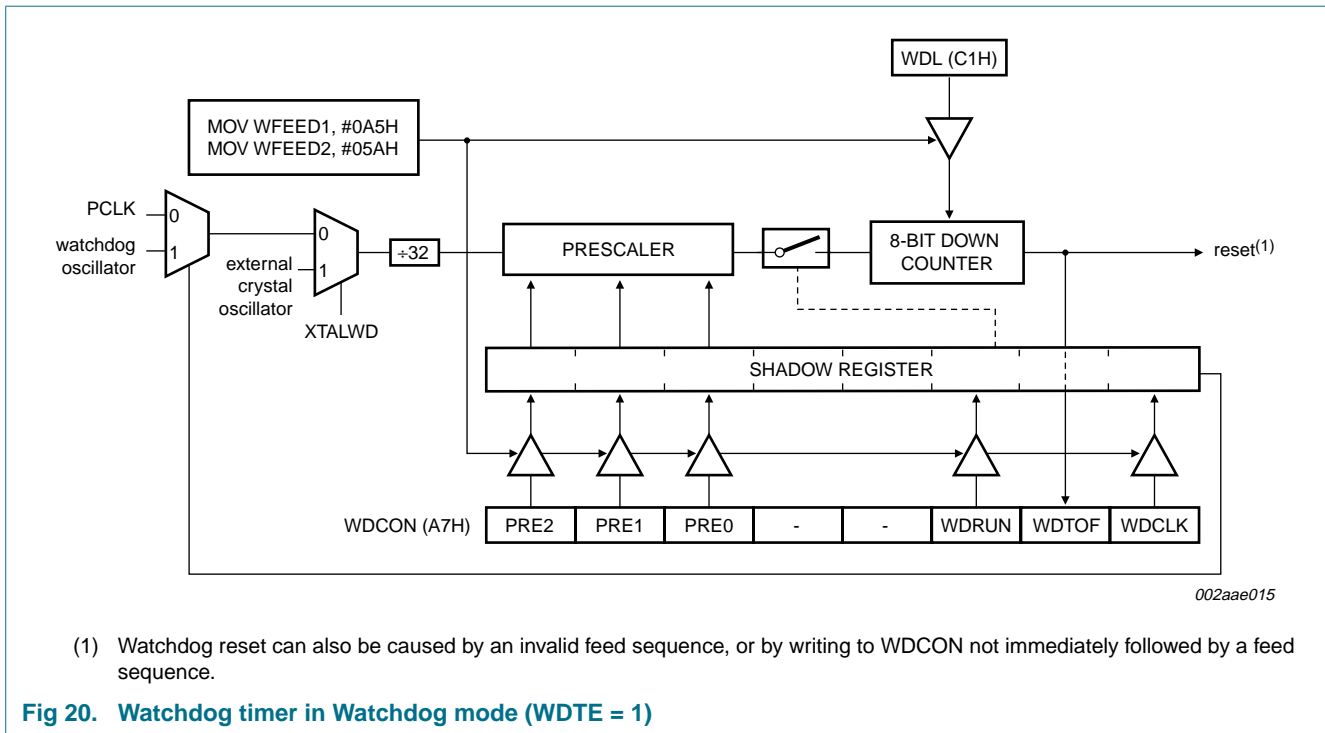 WDL (C1H)
MOV WFEED1, #0A5H
MOV WFEED2, #05AH
PCLK
0
watchdog
oscillator
1
0
external
crystal
oscillator
1
XTALWD
÷32
PRESCALER
8-BIT DOWN
COUNTER
reset(1)
SHADOW REGISTER
WDCON (A7H)
PRE2
PRE1
PRE0
-
-
WDRUN
WDTOF
WDCLK
002aae015
(1) Watchdog reset can also be caused by an invalid feed sequence, or by writing to WDCON not immediately followed by a feed
sequence.
Fig 20. Watchdog timer in Watchdog mode (WDTE = 1)